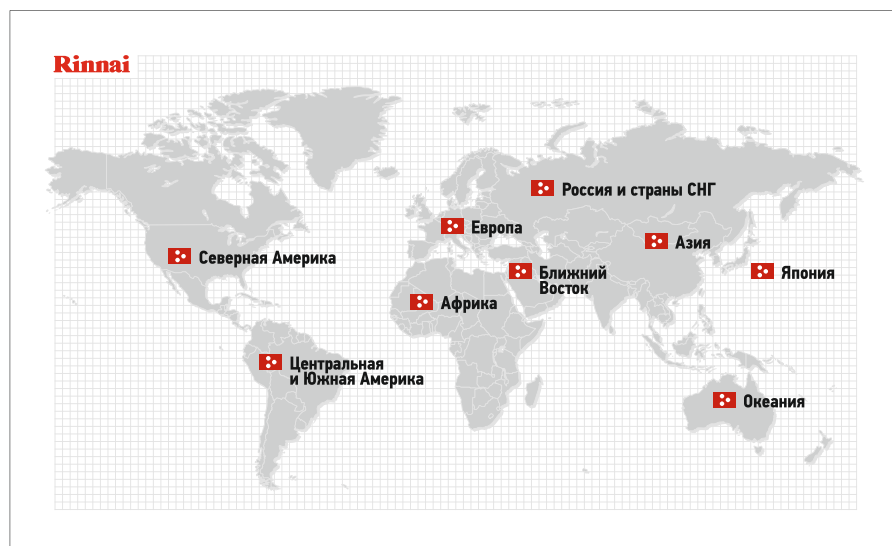 Rinnai
Россия и страны СНГ
Европа
Азия
Северная Америка
Ближний
Восток
Япония
Африка
Центральная
и Южная Америка
Океания